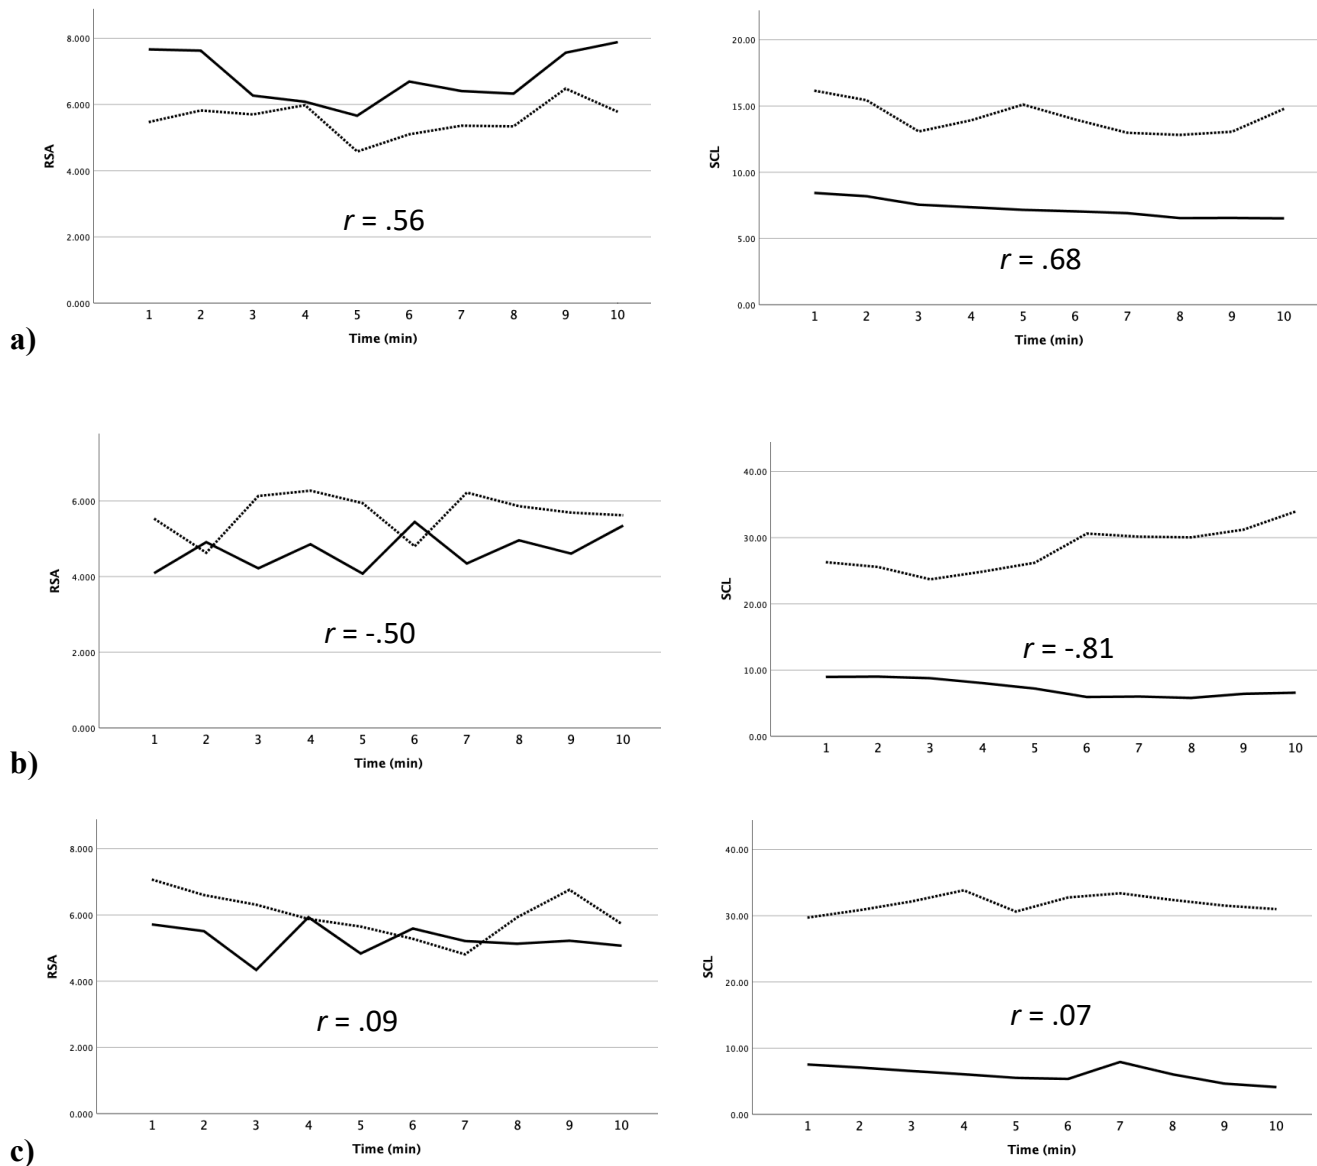 8.000
6.000
4.000
2.000
0.000
RSA
r = .56
1 2 3 4 5 6 7 8 9 10
Time (min)
20.00
15.00
10.00
5.00
0.00
SCL
r = .68
1 2 3 4 5 6 7 8 9 10
Time (min)
a)
6.000
4.000
2.000
0.000
RSA
r = -.50
1 2 3 4 5 6 7 8 9 10
Time (min)
40.00
30.00
20.00
10.00
0.00
SCL
r = -.81
1 2 3 4 5 6 7 8 9 10
b)
8.000
6.000
4.000
2.000
0.000
RSA
r = .09
1 2 3 4 5 6 7 8 9 10
Time (min)
40.00
30.00
20.00
10.00
0.00
SCL
r = .07
1 2 3 4 5 6 7 8 9 10
Time (min)
c)